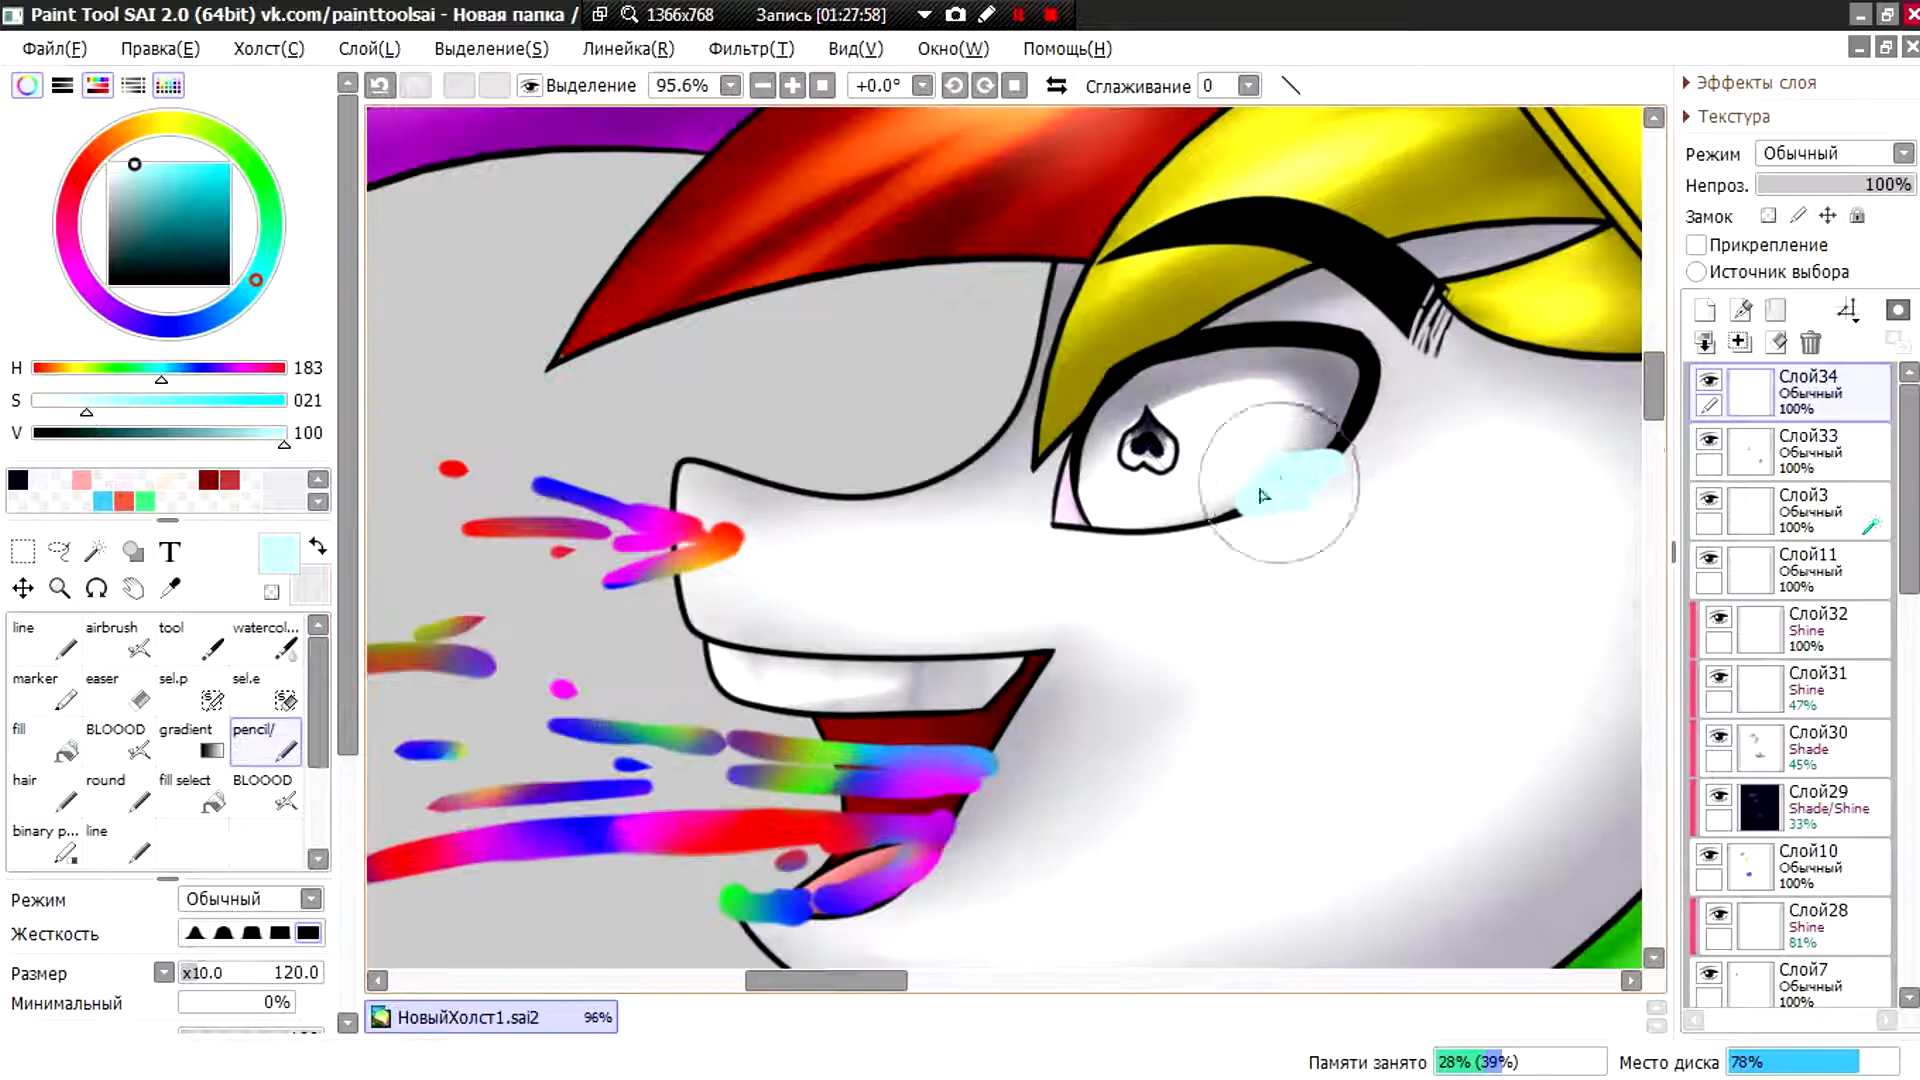 Paint Tool SAI 2.0 (64bit) vk.com/painttoolsai - Новая папка /
1366x768
Запись [01:27:58]
Файл(F)
Правка(E)
Холст(C)
Слой(L)
Выделение(S)
Линейка(R)
Фильтр(T)
Вид(V)
Окно(W)
Помощь(H)
Выделение
95.6%
+0.0°
Сглаживание 0
Эффекты слоя
Текстура
Режим Обычный
Непроз. 100%
Замок
Прикрепление
Источник выбора
H 183
S 021
V 100
T
line
airbrush
tool
watercol...
marker
easer
sel.p
sel.e
fill
BLOOOD
gradient
pencil/
hair
round
fill select
BLOOOD
binary p...
line
Режим Обычный
Жесткость
Размер x10.0 120.0
Минимальный 0%
Слой34
Обычный
100%
Слой33
Обычный
100%
Слой3
Обычный
100%
Слой11
Обычный
100%
Слой32
Shine
100%
Слой31
Shine
47%
Слой30
Shade
45%
Слой29
Shade/Shine
33%
Слой10
Обычный
100%
Слой28
Shine
81%
Слой7
Обычный
100%
НовыйХолст1.sai2 96%
Памяти занято 28% (39%)
Место диска 78%